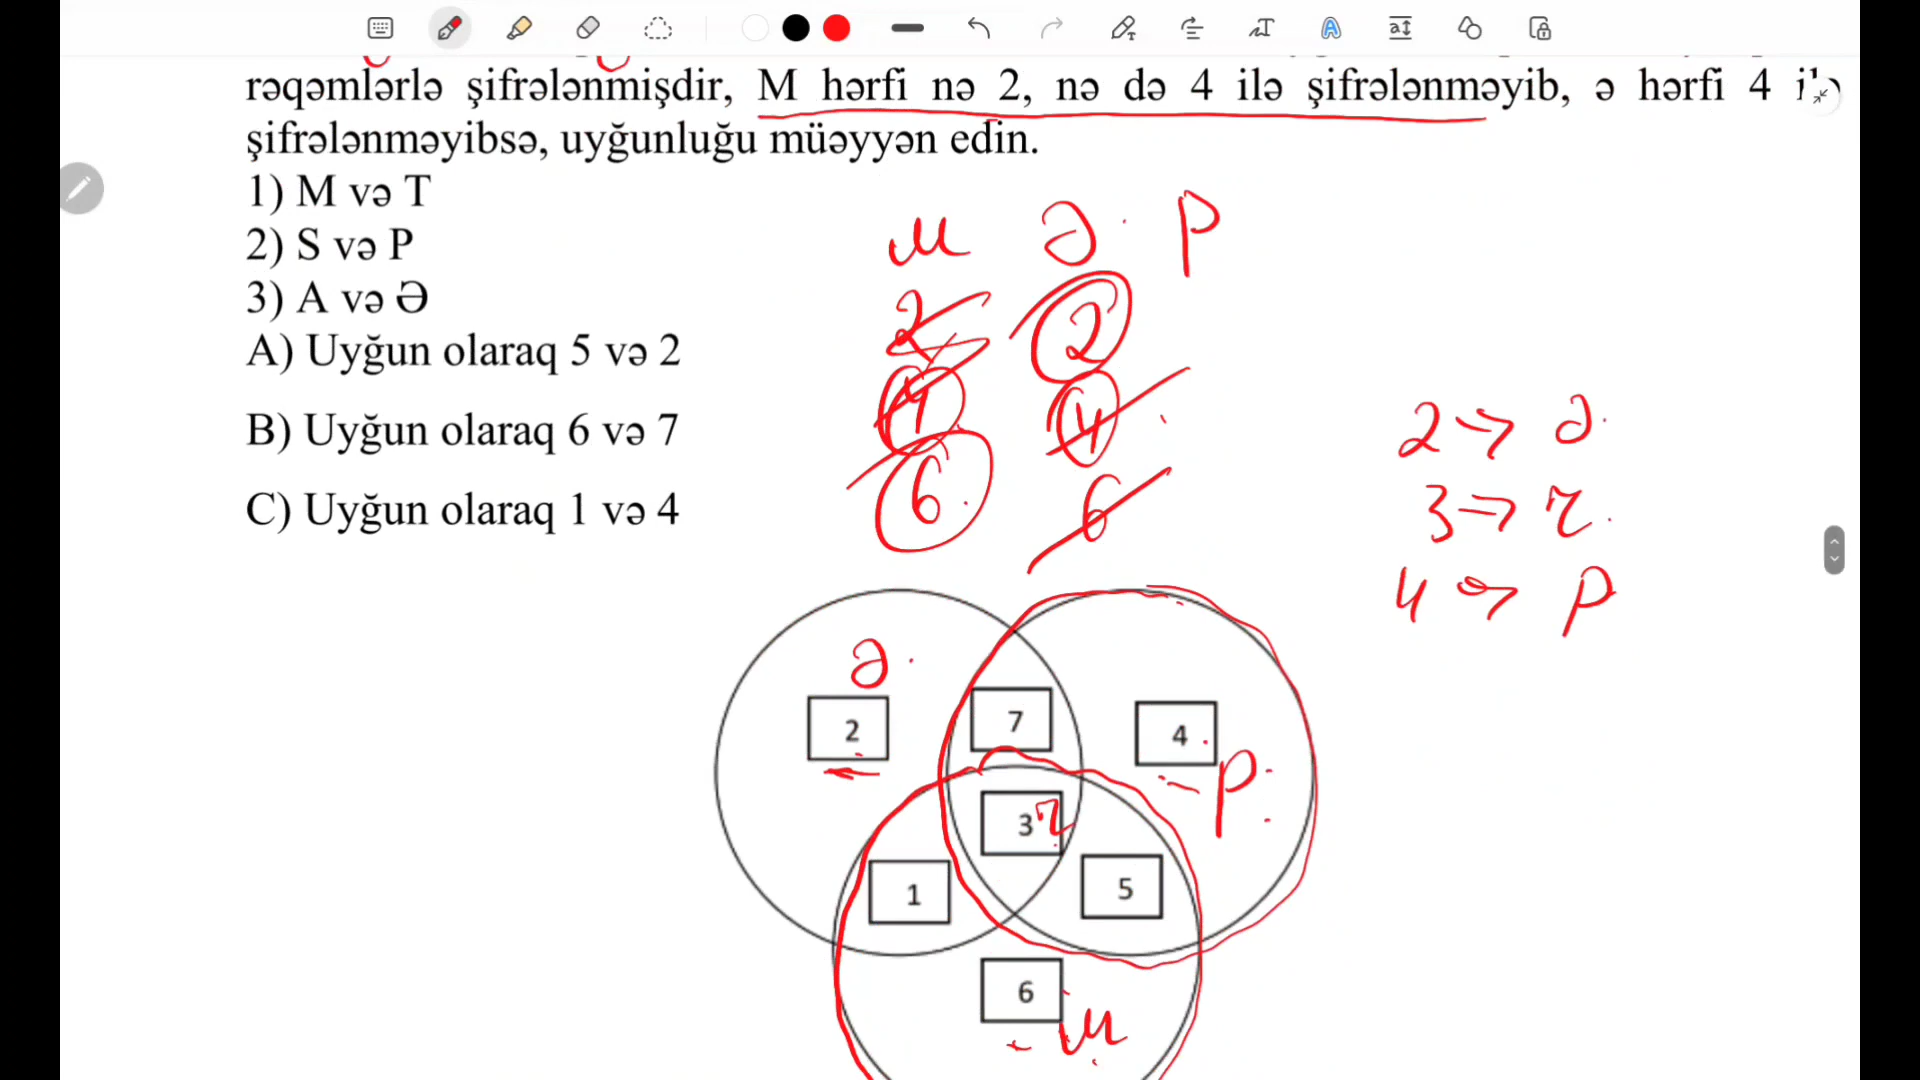 rəqəmlərlə şifrələnmişdir, M hərfi nə 2, nə də 4 ilə şifrələnməyib, ə hərfi 4 ilə
şifrələnməyibsə, uyğunluğu müəyyən edin.
1) M və T
2) S və P
3) A və Ə
A) Uyğun olaraq 5 və 2
B) Uyğun olaraq 6 və 7
C) Uyğun olaraq 1 və 4
M ə P
2 2
4 4
6 6
2 → ə
3 →
4 → P
ə
2 7 4
P
3
1 5
6
M